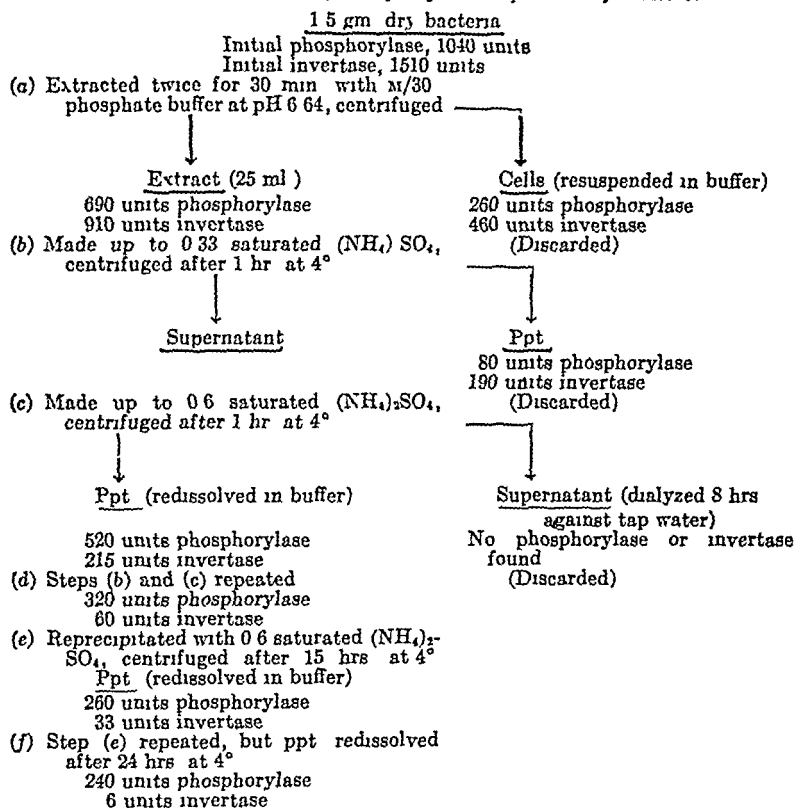 1 5 gm dry bacteria
Initial phosphorylase, 1040 units
Initial invertase, 1510 units
(a) Extracted twice for 30 min with M/30
phosphate buffer at pH 6 64, centrifuged
Extract (25 ml )
690 units phosphorylase
910 units invertase
Cells (resuspended in buffer)
260 units phosphorylase
460 units invertase
(Discarded)
(b) Made up to 0 33 saturated (NH₄) SO₄,
centrifuged after 1 hr at 4°
Supernatant
Ppt
80 units phosphorylase
190 units invertase
(Discarded)
(c) Made up to 0 6 saturated (NH₄)₂SO₄,
centrifuged after 1 hr at 4°
Ppt (redissolved in buffer)
520 units phosphorylase
215 units invertase
Supernatant (dialyzed 8 hrs
against tap water)
No phosphorylase or invertase
found
(Discarded)
(d) Steps (b) and (c) repeated
320 units phosphorylase
60 units invertase
(e) Reprecipitated with 0 6 saturated (NH₄)₂-
SO₄, centrifuged after 15 hrs at 4°
Ppt (redissolved in buffer)
260 units phosphorylase
33 units invertase
(f) Step (e) repeated, but ppt redissolved
after 24 hrs at 4°
240 units phosphorylase
6 units invertase